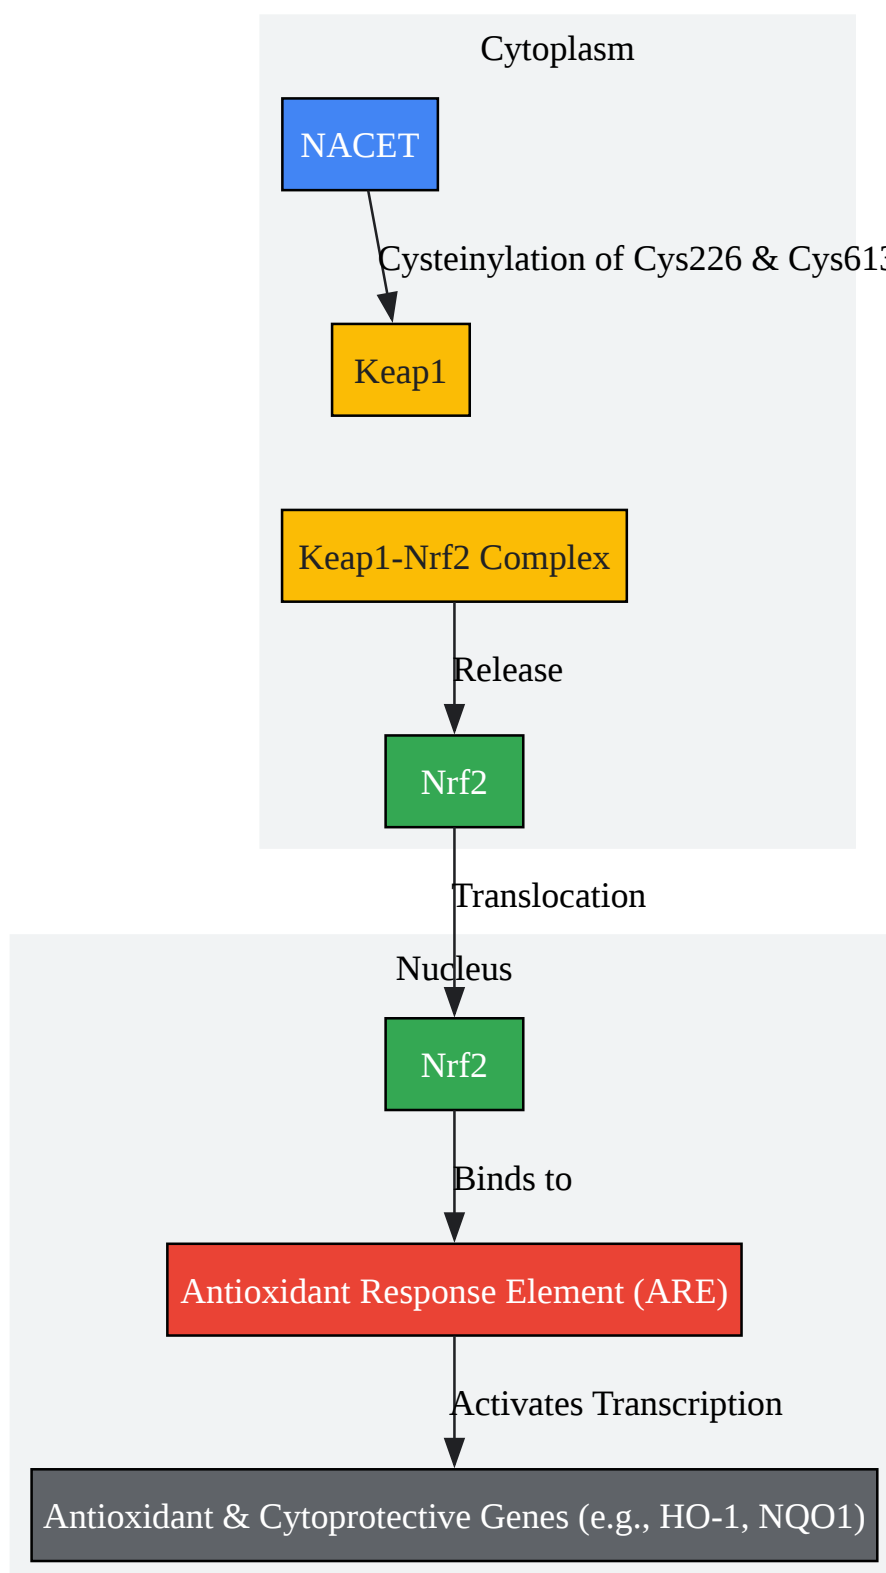 Cytoplasm
NACET
Cysteinylation of Cys226 & Cys613
Keap1
Keap1-Nrf2 Complex
Release
Nrf2
Translocation
Nucleus
Nrf2
Binds to
Antioxidant Response Element (ARE)
Activates Transcription
Antioxidant & Cytoprotective Genes (e.g., HO-1, NQO1)